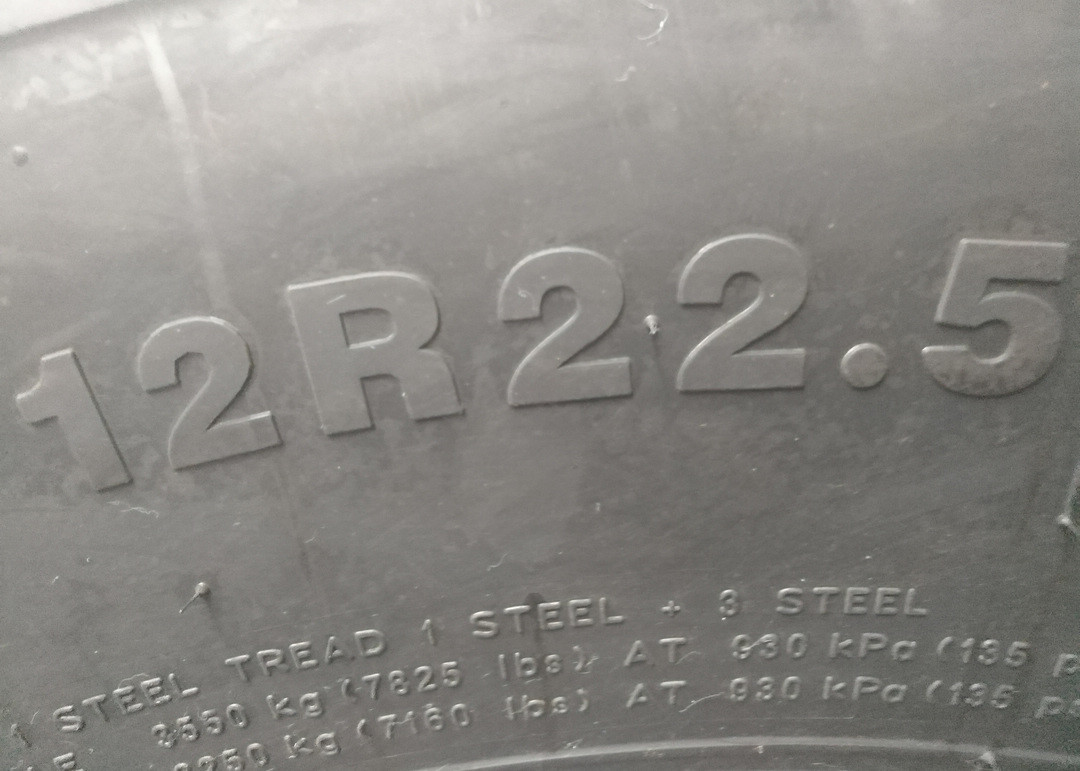 12R22.5
1 STEEL TREAD 1 STEEL + 3 STEEL
3550 kg (7825 lbs) AT 930 kPa (135
kg (7160 lbs) AT 930 kPa (135